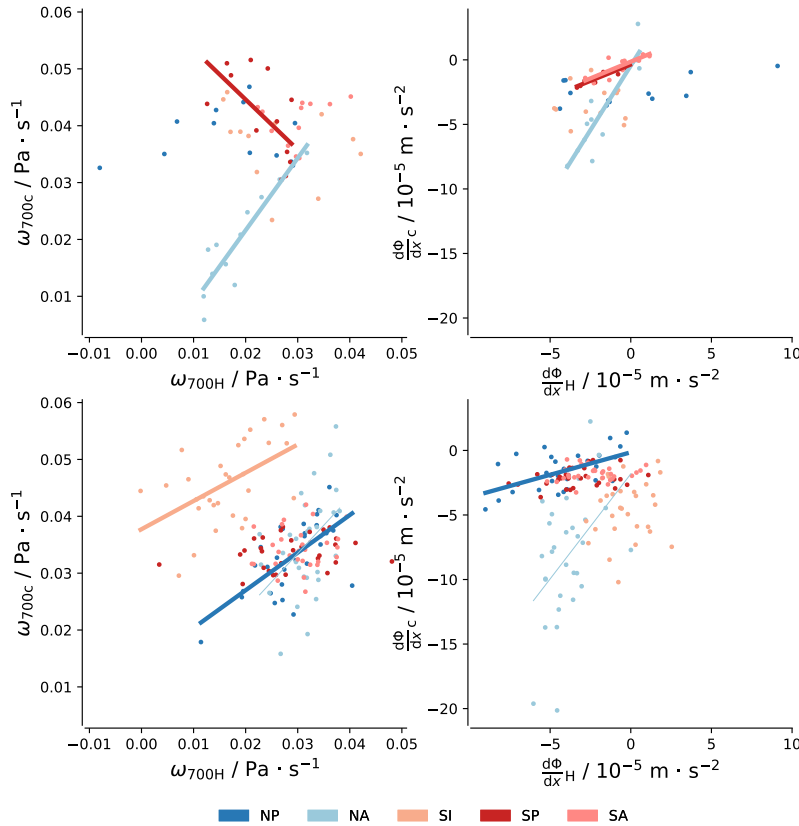 0.06
0.05
0.04
0.03
0.02
0.01
ω700c / Pa · s⁻¹
−0.01 0.00 0.01 0.02 0.03 0.04 0.05
ω700H / Pa · s⁻¹
0
−5
−10
−15
−20
dΦ/dx c / 10⁻⁵ m · s⁻²
−5 0 5 10
dΦ/dx H / 10⁻⁵ m · s⁻²
0.06
0.05
0.04
0.03
0.02
0.01
ω700c / Pa · s⁻¹
−0.01 0.00 0.01 0.02 0.03 0.04 0.05
ω700H / Pa · s⁻¹
0
−5
−10
−15
−20
dΦ/dx c / 10⁻⁵ m · s⁻²
−5 0 5 10
dΦ/dx H / 10⁻⁵ m · s⁻²
NP NA SI SP SA